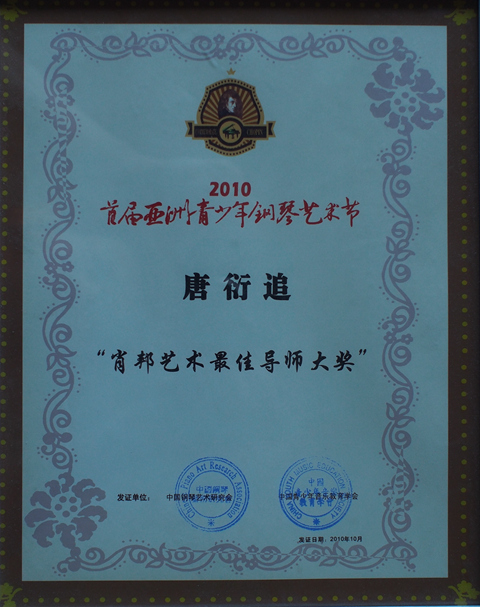 2010
首届亚洲青少年钢琴艺术节
唐衍追
“肖邦艺术最佳导师大奖”
发证单位： 中国钢琴艺术研究会 中国青少年音乐教育学会
发证日期：2010年10月